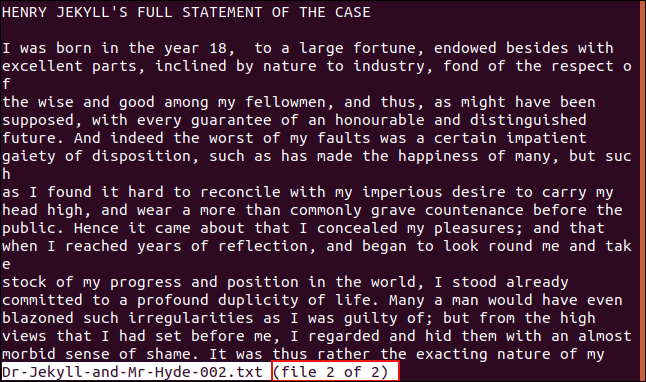 HENRY JEKYLL'S FULL STATEMENT OF THE CASE
I was born in the year 18,  to a large fortune, endowed besides with
excellent parts, inclined by nature to industry, fond of the respect o
f
the wise and good among my fellowmen, and thus, as might have been
supposed, with every guarantee of an honourable and distinguished
future. And indeed the worst of my faults was a certain impatient
gaiety of disposition, such as has made the happiness of many, but suc
h
as I found it hard to reconcile with my imperious desire to carry my
head high, and wear a more than commonly grave countenance before the
public. Hence it came about that I concealed my pleasures; and that
when I reached years of reflection, and began to look round me and tak
e
stock of my progress and position in the world, I stood already
committed to a profound duplicity of life. Many a man would have even
blazoned such irregularities as I was guilty of; but from the high
views that I had set before me, I regarded and hid them with an almost
morbid sense of shame. It was thus rather the exacting nature of my
Dr-Jekyll-and-Mr-Hyde-002.txt (file 2 of 2)